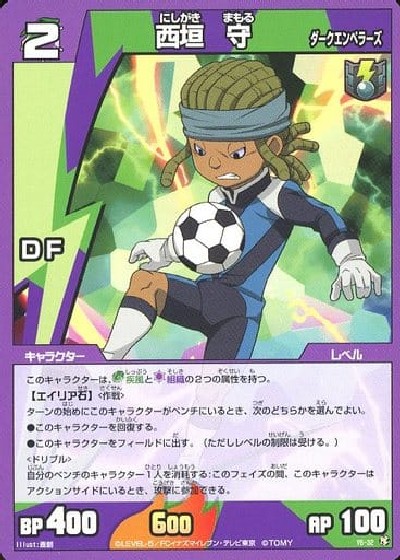 2
にしがき まもる
西垣 守
ダークエンペラーズ
DF
キャラクター
レベル
このキャラクターは、疾風と組織の2つの属性を持つ。
【エイリア石】〈作戦〉
ターンの始めにこのキャラクターがベンチにいるとき、次のどちらかを選んでよい。
●このキャラクターを回復する。
●このキャラクターをフィールドに出す。(ただしレベルの制限は受ける。)
〈ドリブル〉
自分のベンチのキャラクター1人を消耗する:このフェイズの間、このキャラクターは
アクションサイドにいるとき、攻撃に参加できる。
BP 400
600
AP 100
©LEVEL-5/FCイナズマイレブン・テレビ東京 ©TOMY